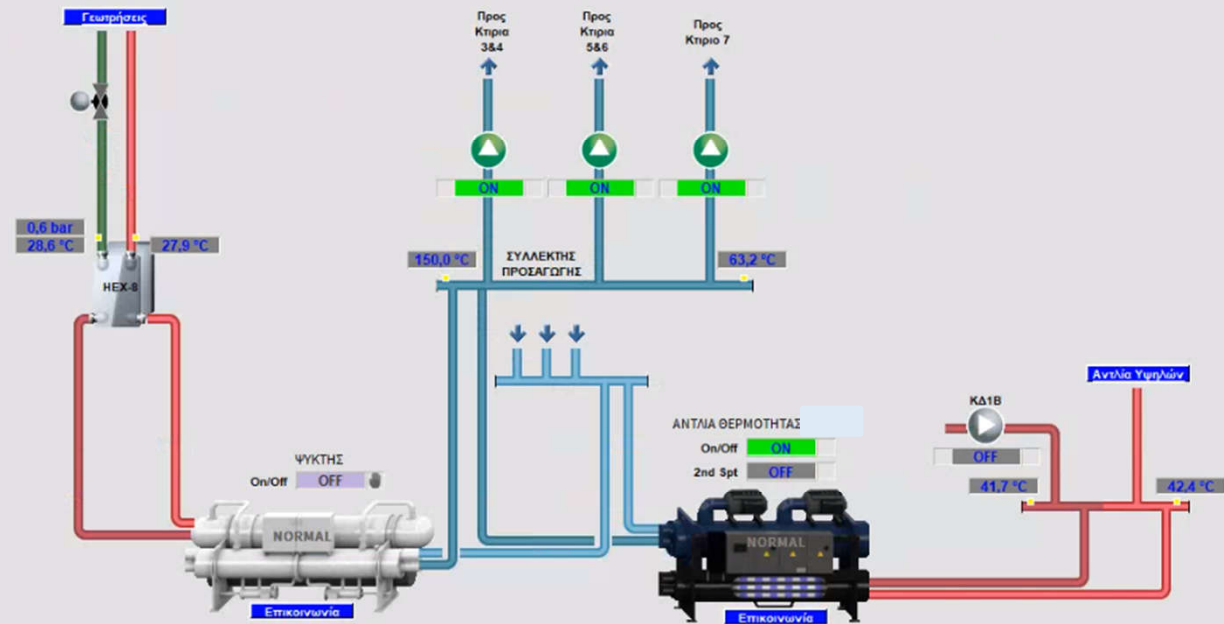 Γεωτρήσεις
Προς
Κτιρια
3&4
Προς
Κτιρια
5&6
Προς
Κτιριο 7
ON
ON
ON
0,6 bar
28,6 °C
27,9 °C
HEX-8
150,0 °C
ΣΥΛΛΕΚΤΗΣ
ΠΡΟΣΑΓΩΓΗΣ
63,2 °C
Αντλία Υψηλών
ΚΔ1Β
OFF
41,7 °C
42,4 °C
ΑΝΤΛΙΑ ΘΕΡΜΟΤΗΤΑΣ
On/Off ON
2nd Spt OFF
NORMAL
Επικοινωνία
ΨΥΚΤΗΣ
On/Off OFF
NORMAL
Επικοινωνία